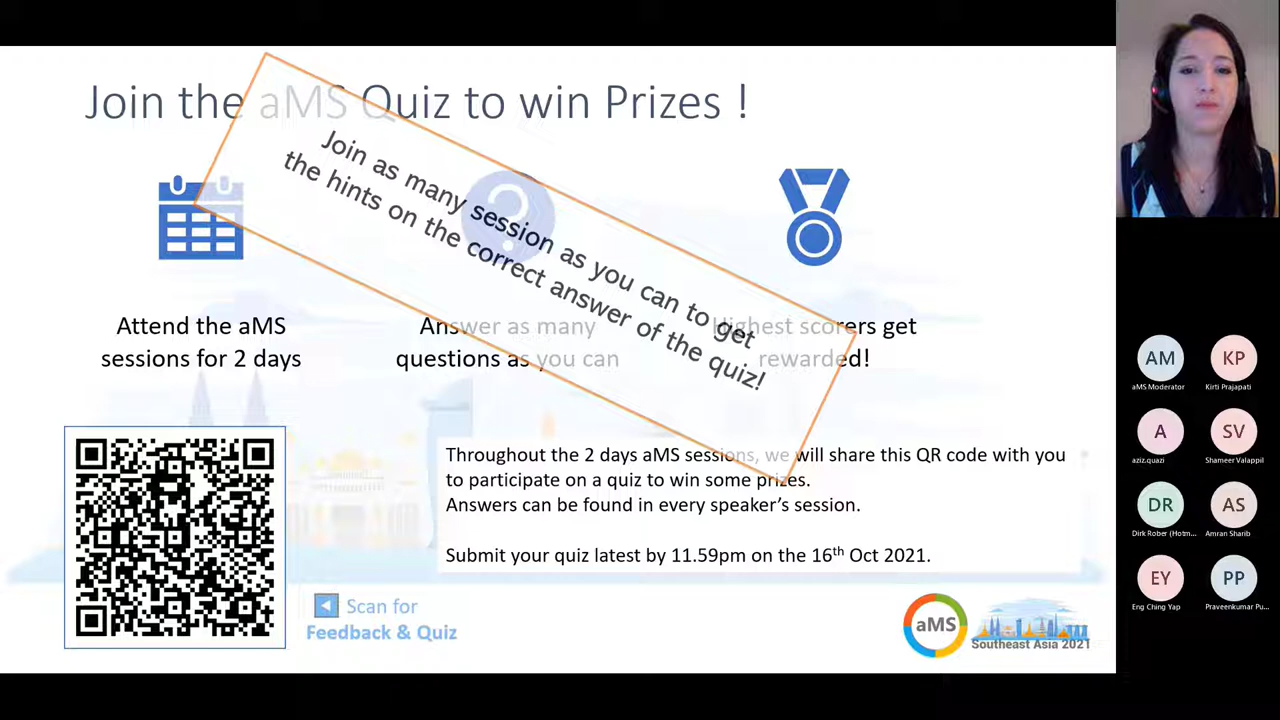 Join the aMS Quiz to win Prizes !
Join as many session as you can to get
the hints on the correct answer of the quiz!
Attend the aMS
sessions for 2 days
Answer as many
questions as you can
Highest scorers get
rewarded!
Throughout the 2 days aMS sessions, we will share this QR code with you
to participate on a quiz to win some prizes.
Answers can be found in every speaker's session.
Submit your quiz latest by 11.59pm on the 16th Oct 2021.
Scan for
Feedback & Quiz
aMS
Southeast Asia 2021
AM
aMS Moderator
KP
Kirti Prajapati
A
aziz.quazi
SV
Shameer Valappil
DR
Dirk Rober (Hotm...
AS
Amran Sharib
EY
Eng Ching Yap
PP
Praveenkumar Pu...